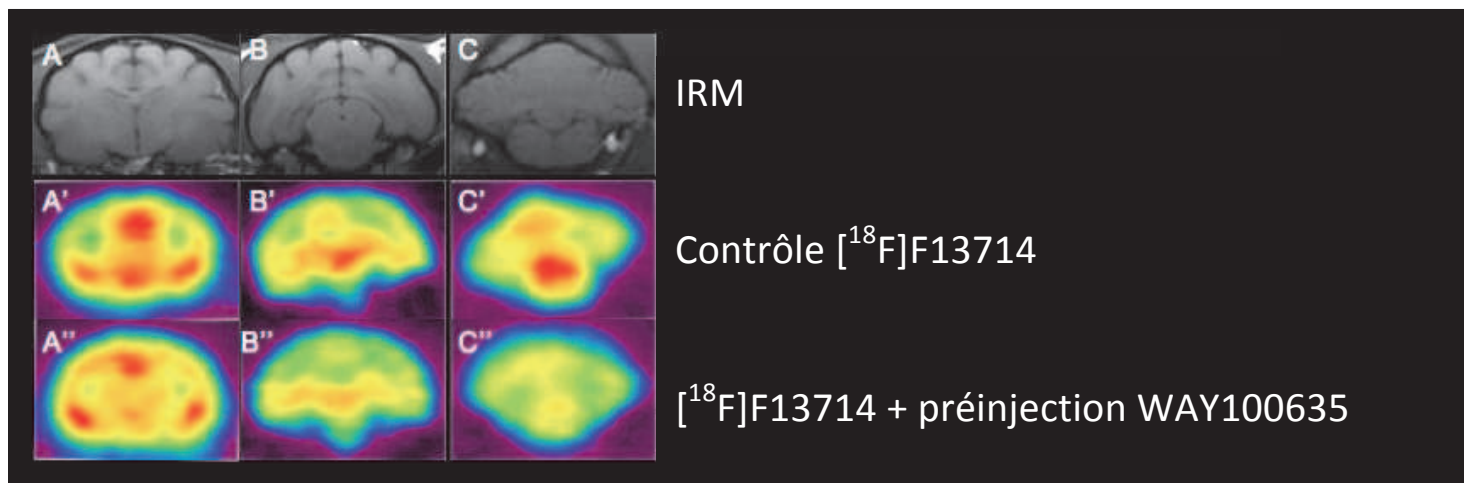 A B C
IRM
A' B' C'
Contrôle [¹⁸F]F13714
A" B" C"
[¹⁸F]F13714 + préinjection WAY100635